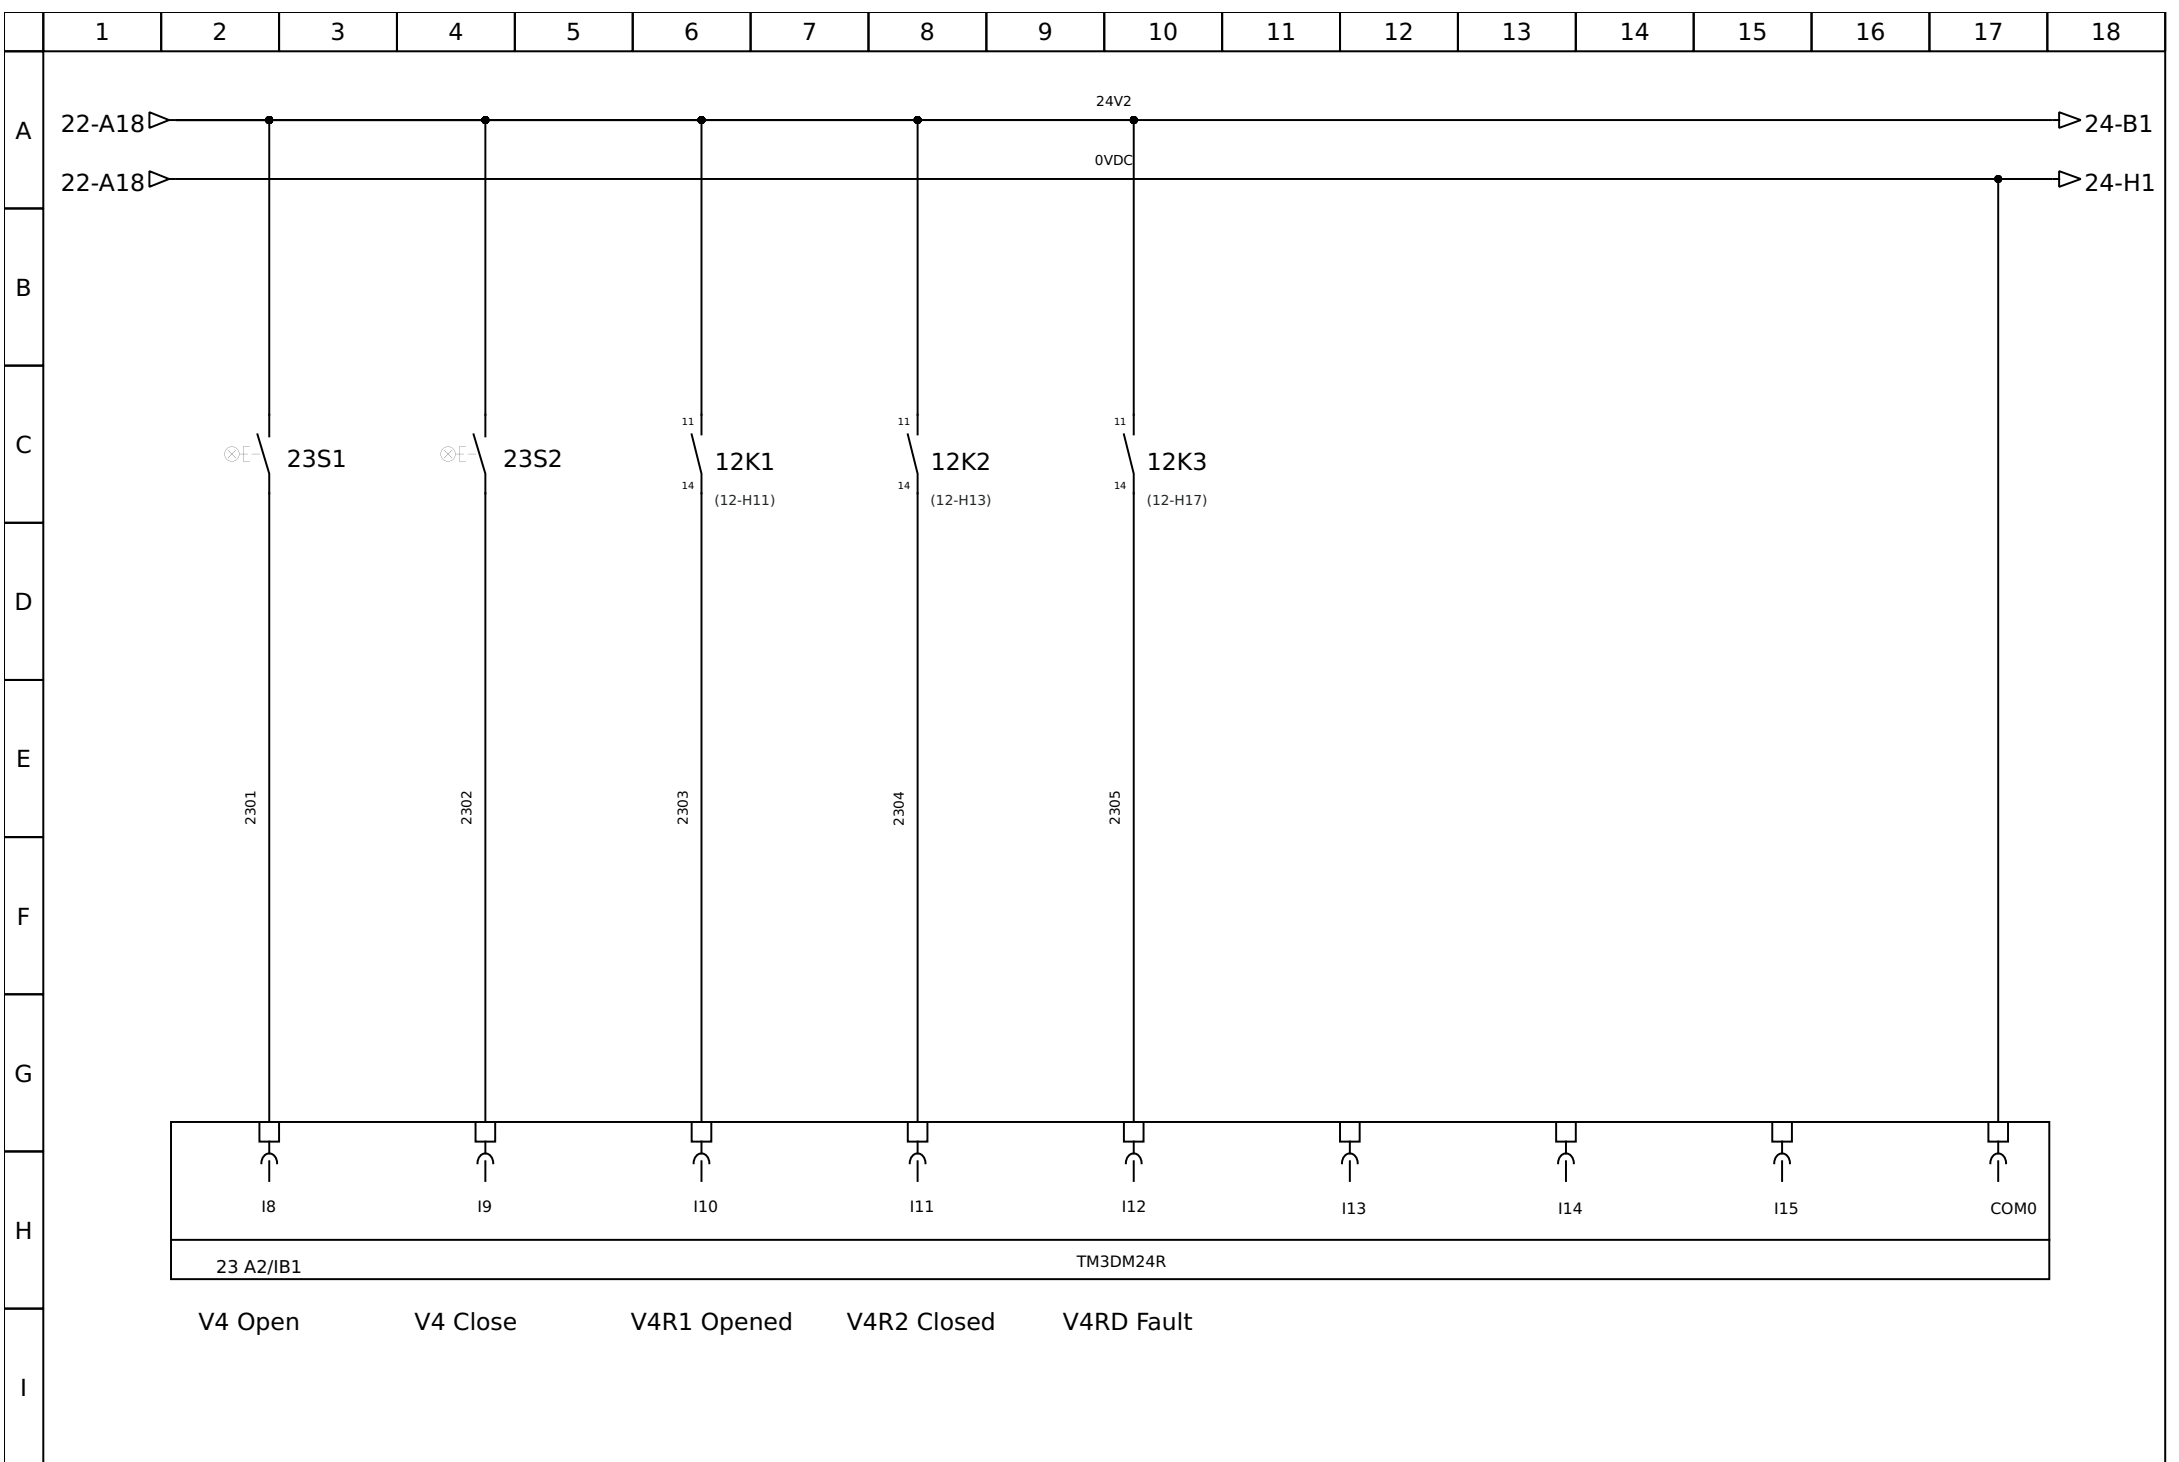 1 2 3 4 5 6 7 8 9 10 11 12 13 14 15 16 17 18
24V2
A 22-A18 24-B1
0VDC
22-A18 24-H1
B
11 11 11
C 23S1 23S2 12K1 12K2 12K3
14 14 14
(12-H11) (12-H13) (12-H17)
D
E
2301 2302 2303 2304 2305
F
G
I8 I9 I10 I11 I12 I13 I14 I15 COM0
H
23 A2/IB1 TM3DM24R
V4 Open V4 Close V4R1 Opened V4R2 Closed V4RD Fault
I